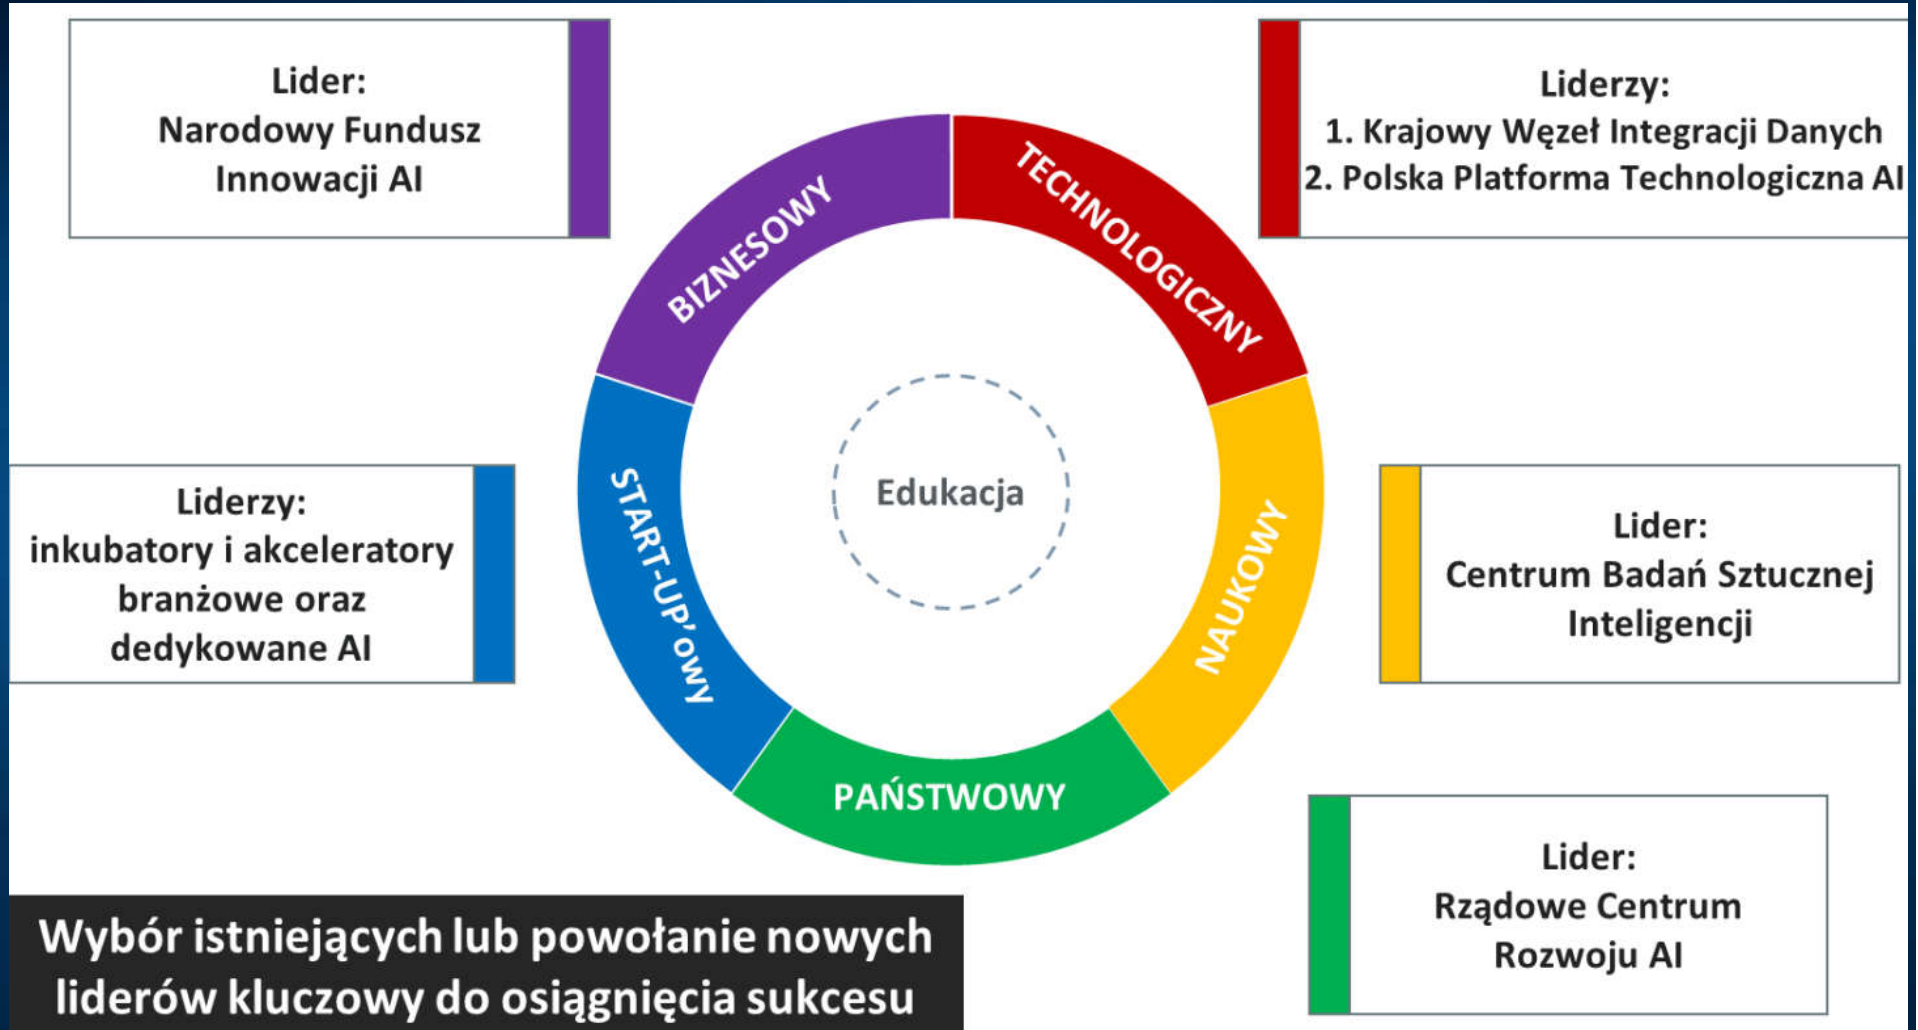 Lider:
Narodowy Fundusz
Innowacji AI
Liderzy:
1. Krajowy Węzeł Integracji Danych
2. Polska Platforma Technologiczna AI
BIZNESOWY
TECHNOLOGICZNY
Liderzy:
inkubatory i akceleratory
branżowe oraz
dedykowane AI
START-UP’owy
Edukacja
NAUKOWY
Lider:
Centrum Badań Sztucznej
Inteligencji
PAŃSTWOWY
Lider:
Rządowe Centrum
Rozwoju AI
Wybór istniejących lub powołanie nowych
liderów kluczowy do osiągnięcia sukcesu